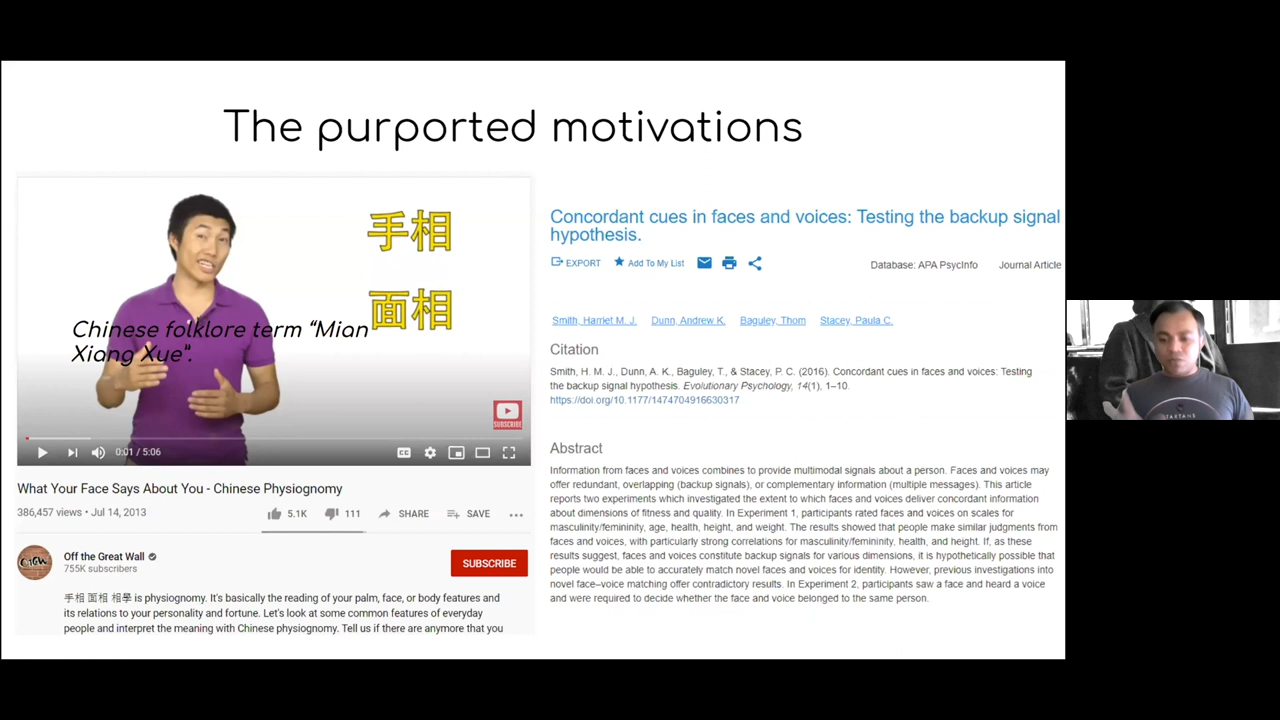 The purported motivations
手相
面相
Chinese folklore term “Mian
Xiang Xue”.
SUBSCRIBE
0:01 / 5:06
CC
What Your Face Says About You - Chinese Physiognomy
386,457 views • Jul 14, 2013
5.1K
111
SHARE
SAVE
Off the Great Wall
755K subscribers
SUBSCRIBE
手相 面相 相學 is physiognomy. It's basically the reading of your palm, face, or body features and
its relations to your personality and fortune. Let's look at some common features of everyday
people and interpret the meaning with Chinese physiognomy. Tell us if there are anymore that you
Concordant cues in faces and voices: Testing the backup signal
hypothesis.
EXPORT
Add To My List
Database: APA PsycInfo
Journal Article
Smith, Harriet M. J.
Dunn, Andrew K.
Baguley, Thom
Stacey, Paula C.
Citation
Smith, H. M. J., Dunn, A. K., Baguley, T., & Stacey, P. C. (2016). Concordant cues in faces and voices: Testing
the backup signal hypothesis. Evolutionary Psychology, 14(1), 1–10.
https://doi.org/10.1177/1474704916630317
Abstract
Information from faces and voices combines to provide multimodal signals about a person. Faces and voices may
offer redundant, overlapping (backup signals), or complementary information (multiple messages). This article
reports two experiments which investigated the extent to which faces and voices deliver concordant information
about dimensions of fitness and quality. In Experiment 1, participants rated faces and voices on scales for
masculinity/femininity, age, health, height, and weight. The results showed that people make similar judgments from
faces and voices, with particularly strong correlations for masculinity/femininity, health, and height. If, as these
results suggest, faces and voices constitute backup signals for various dimensions, it is hypothetically possible that
people would be able to accurately match novel faces and voices for identity. However, previous investigations into
novel face–voice matching offer contradictory results. In Experiment 2, participants saw a face and heard a voice
and were required to decide whether the face and voice belonged to the same person.